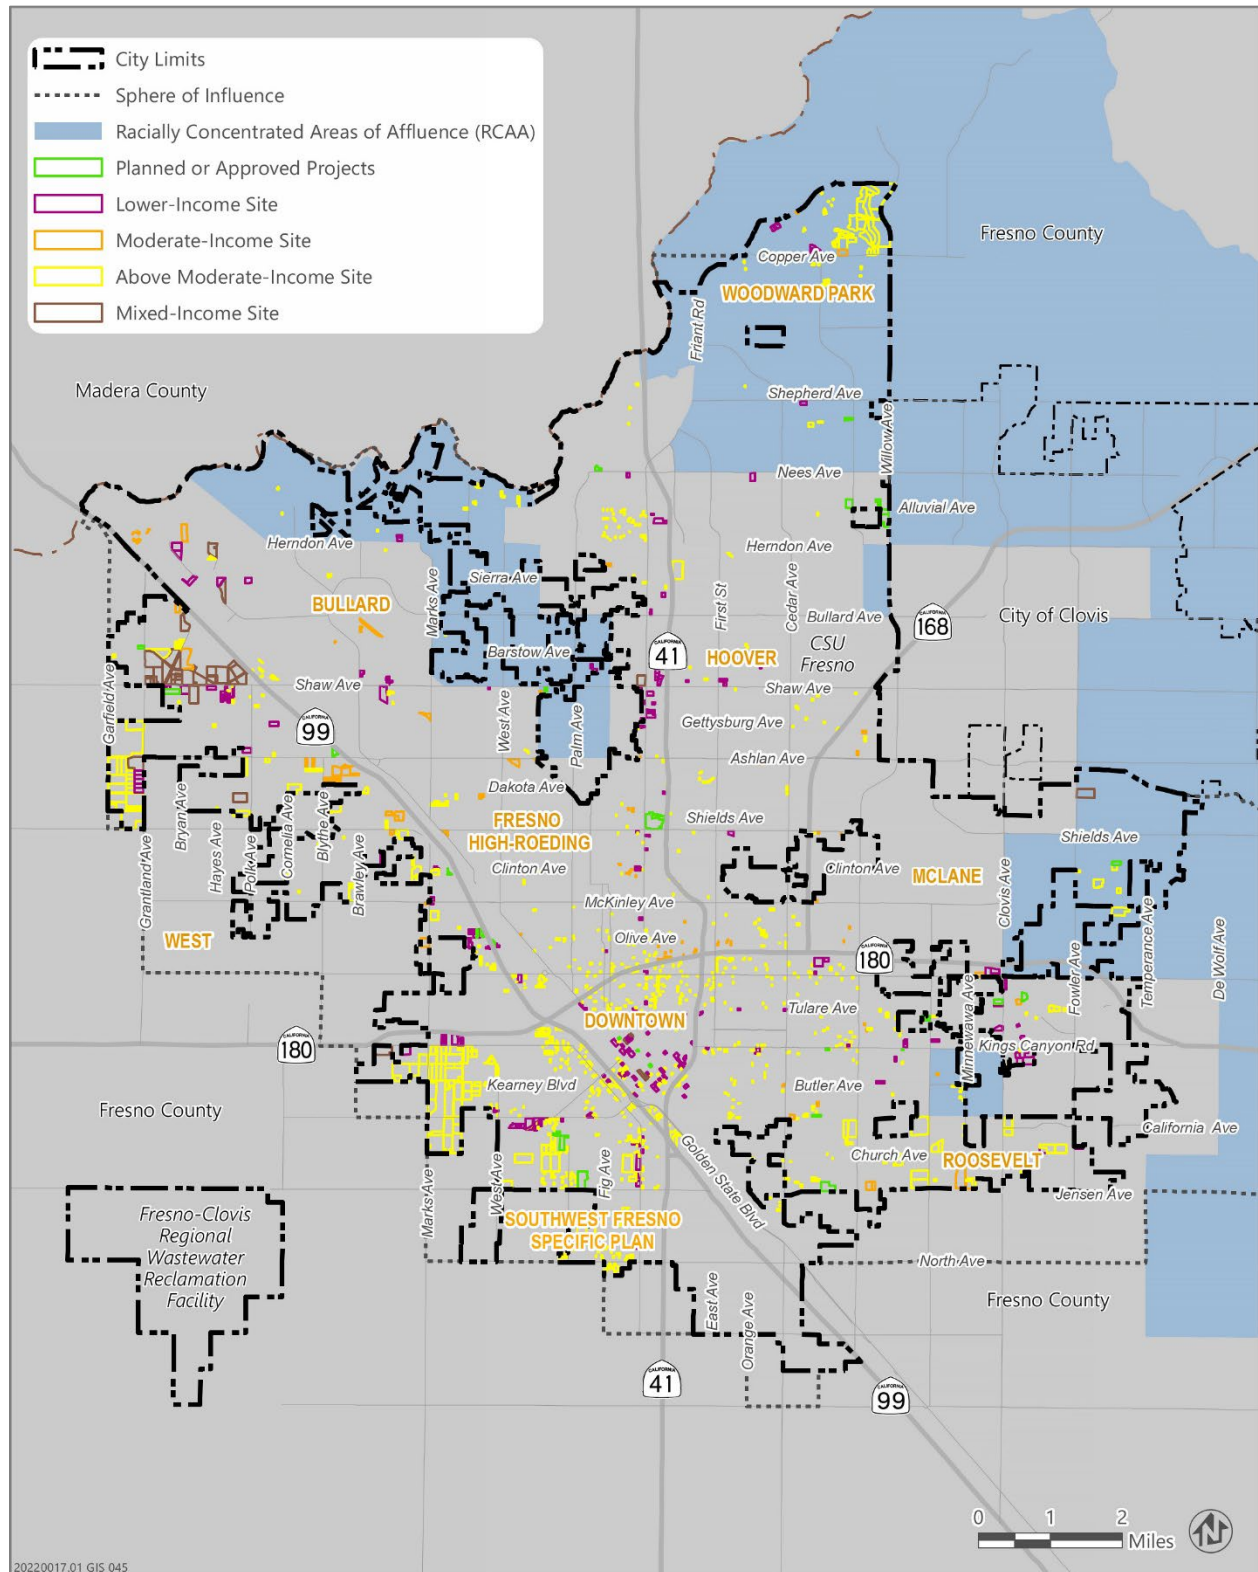 City Limits
Sphere of Influence
Racially Concentrated Areas of Affluence (RCAA)
Planned or Approved Projects
Lower-Income Site
Moderate-Income Site
Above Moderate-Income Site
Mixed-Income Site
Fresno County
Copper Ave
WOODWARD PARK
Friant Rd
Madera County
Shepherd Ave
Willow Ave
Nees Ave
Alluvial Ave
Herndon Ave
Herndon Ave
Sierra Ave
Marks Ave
BULLARD
First St
Cedar Ave
Bullard Ave
CALIFORNIA
168
City of Clovis
CSU
Fresno
CALIFORNIA
41
HOOVER
Barstow Ave
Garfield Ave
Shaw Ave
Shaw Ave
West Ave
Palm Ave
Gettysburg Ave
CALIFORNIA
99
Ashlan Ave
Dakota Ave
FRESNO
HIGH-ROEDING
Shields Ave
Shields Ave
Grantland Ave
Bryan Ave
Hayes Ave
Polk Ave
Cornelia Ave
Blythe Ave
Brawley Ave
Clinton Ave
Clinton Ave
MCLANE
Clovis Ave
McKinley Ave
WEST
Olive Ave
CALIFORNIA
180
Minnewawa Ave
Fowler Ave
Temperance Ave
De Wolf Ave
Tulare Ave
DOWNTOWN
CALIFORNIA
180
Kings Canyon Rd
Kearney Blvd
Butler Ave
Fresno County
California Ave
Church Ave
ROOSEVELT
Golden State Blvd
Marks Ave
West Ave
Fig Ave
Jensen Ave
SOUTHWEST FRESNO
SPECIFIC PLAN
Fresno-Clovis
Regional
Wastewater
Reclamation
Facility
North Ave
East Ave
Orange Ave
Fresno County
CALIFORNIA
41
CALIFORNIA
99
0 1 2
Miles
N
20220017.01 GIS 045